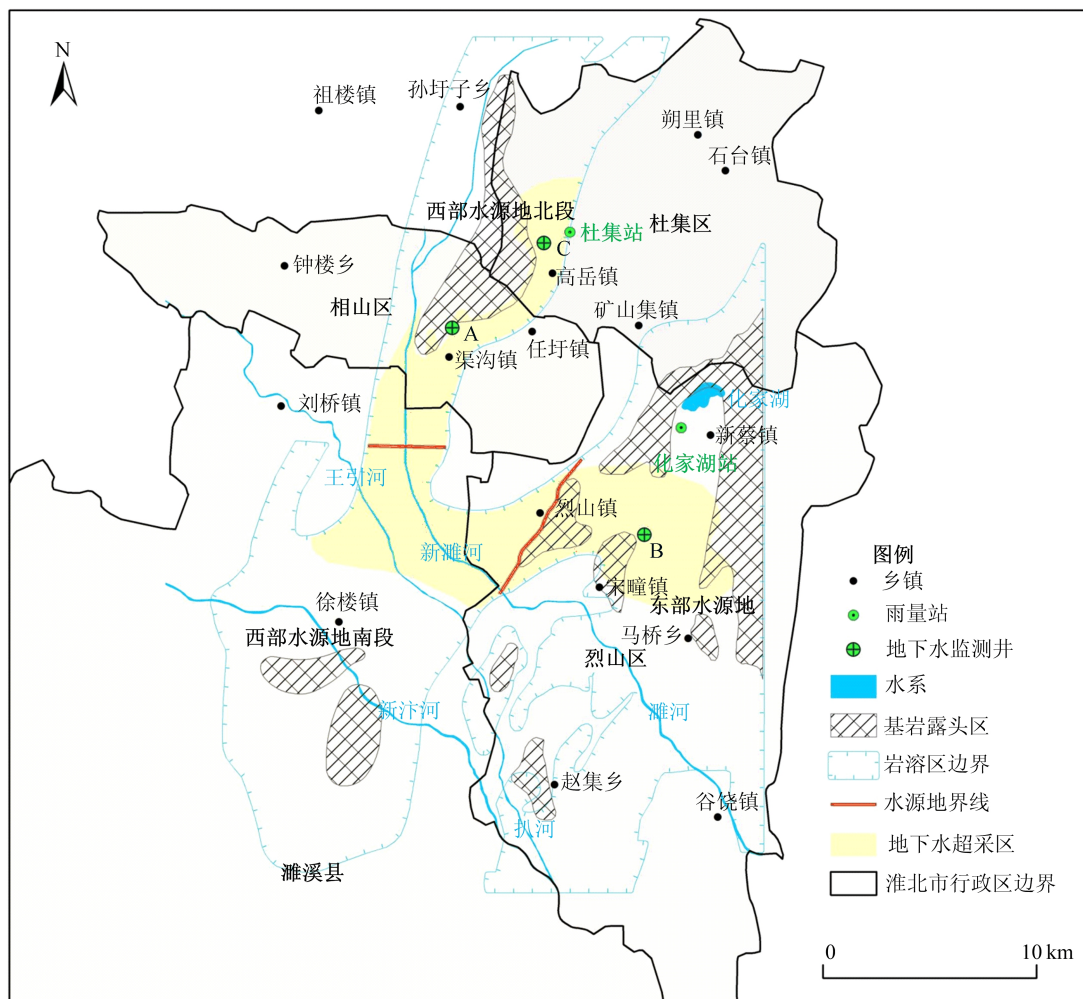 N
祖楼镇
孙圩子乡
朔里镇
石台镇
西部水源地北段
杜集站
杜集区
C
钟楼乡
高岳镇
相山区
矿山集镇
A
任圩镇
渠沟镇
刘桥镇
化家湖
新蔡镇
化家湖站
王引河
烈山镇
B
新濉河
宋疃镇
东部水源地
徐楼镇
西部水源地南段
马桥乡
烈山区
新汴河
濉河
赵集乡
谷饶镇
扒河
濉溪县
图例
乡镇
雨量站
地下水监测井
水系
基岩露头区
岩溶区边界
水源地界线
地下水超采区
淮北市行政区边界
0 10 km